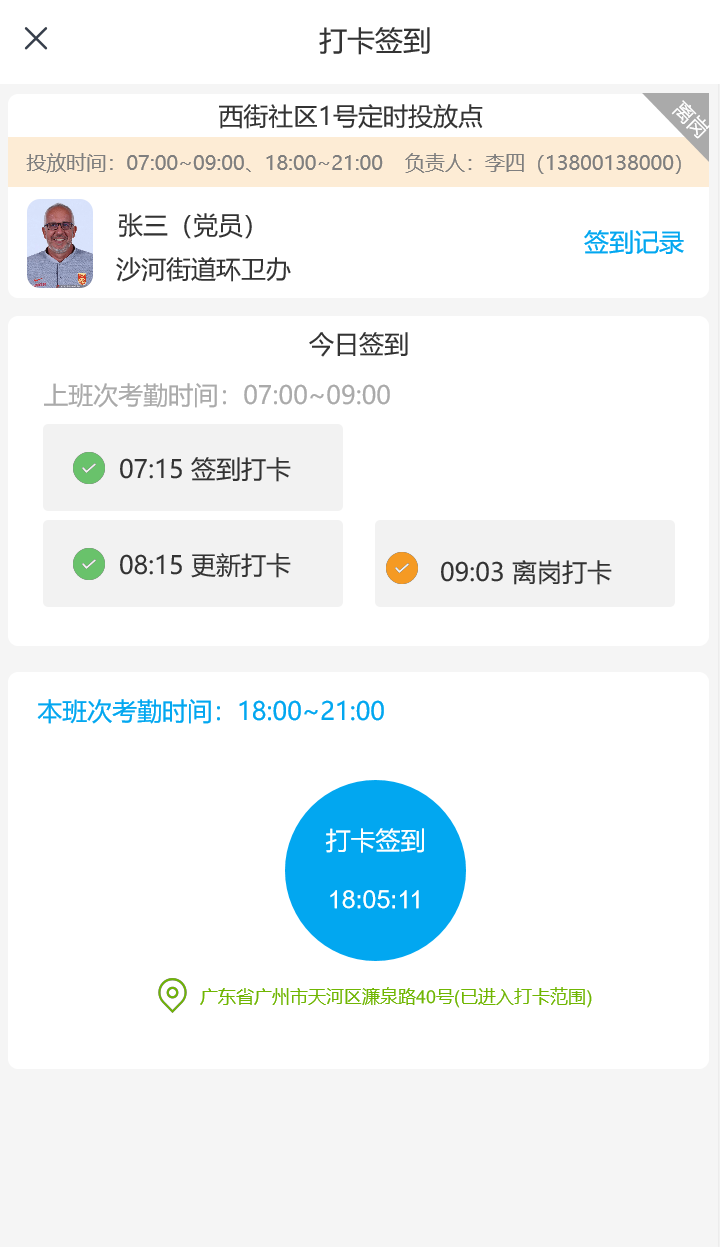 打卡签到
西街社区1号定时投放点
离岗
投放时间：07:00~09:00、18:00~21:00 负责人：李四（13800138000）
张三（党员）
签到记录
沙河街道环卫办
今日签到
上班次考勤时间：07:00~09:00
07:15 签到打卡
08:15 更新打卡
09:03 离岗打卡
本班次考勤时间：18:00~21:00
打卡签到
18:05:11
广东省广州市天河区濂泉路40号(已进入打卡范围)